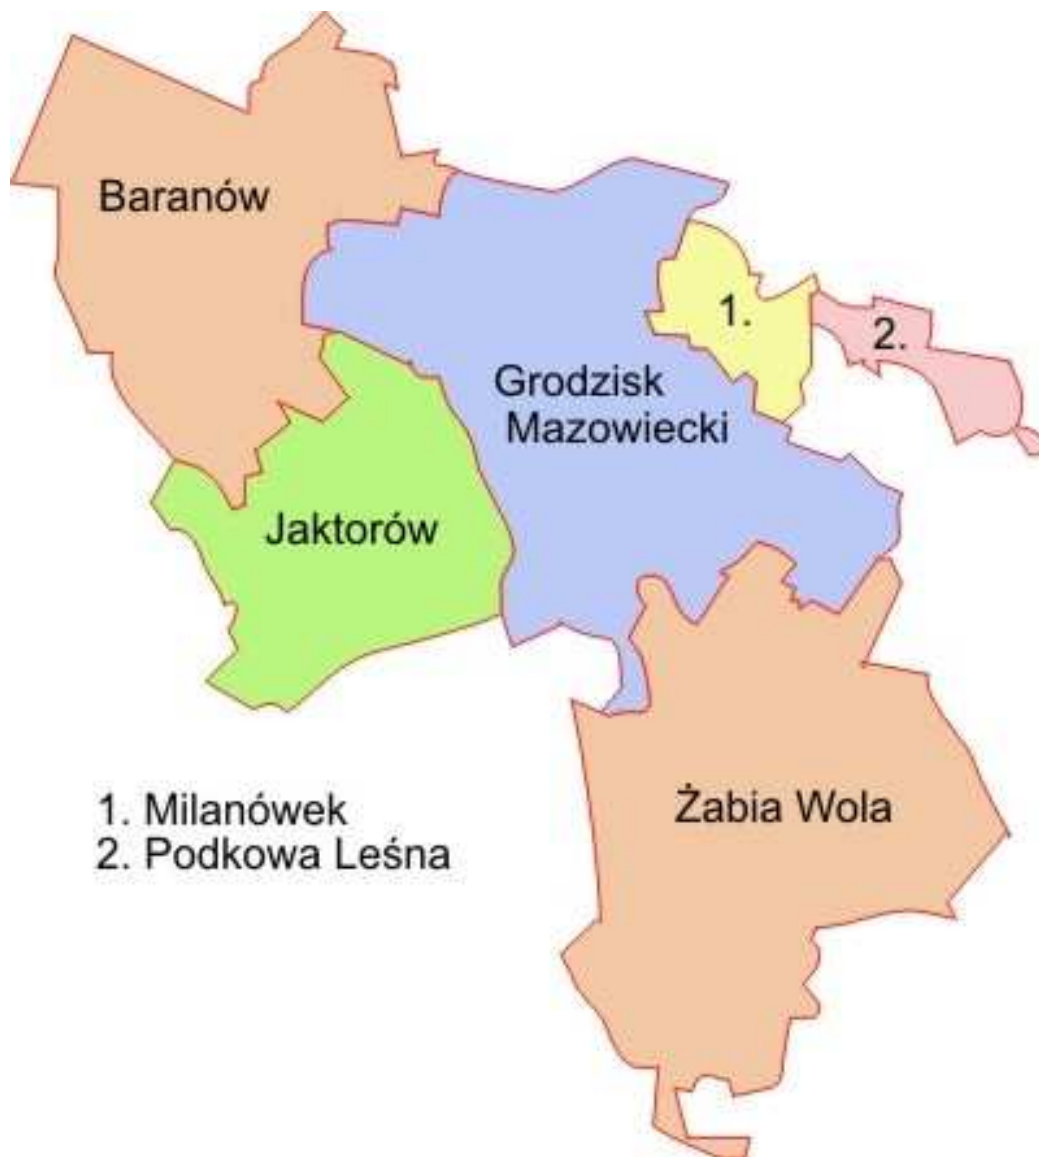 Baranów
1.
2.
Grodzisk
Mazowiecki
Jaktorów
Żabia Wola
1. Milanówek
2. Podkowa Leśna